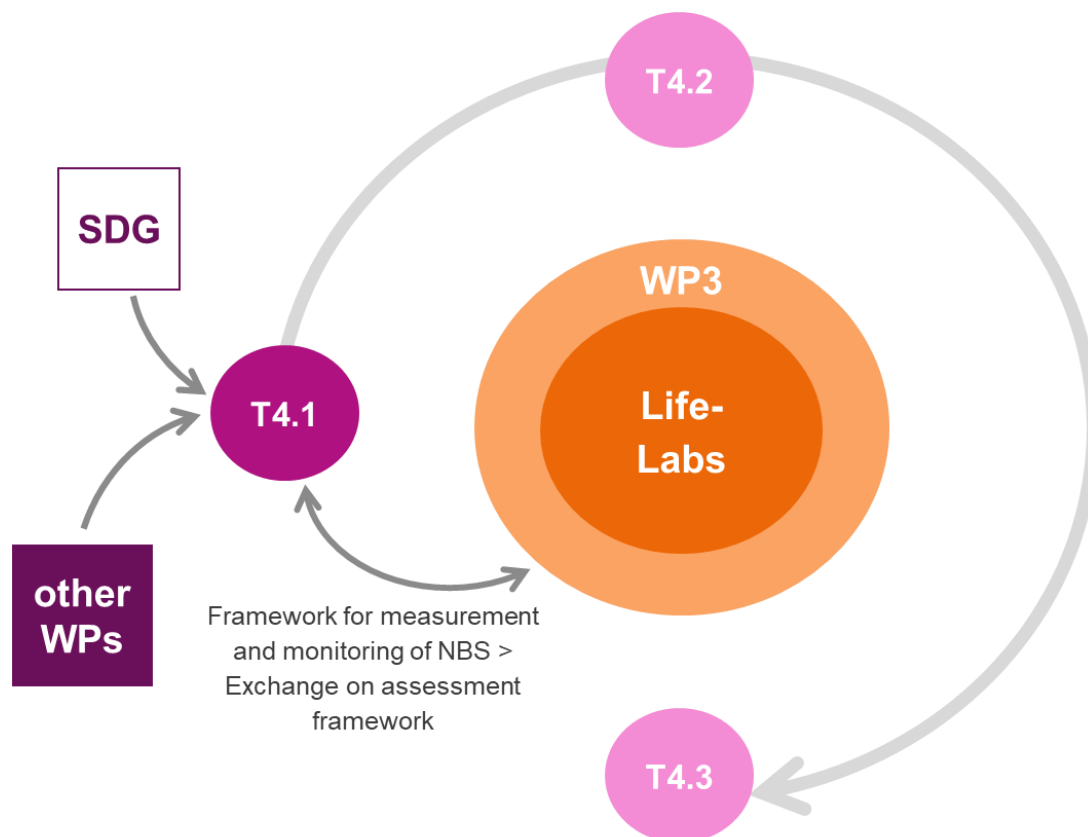 T4.2
SDG
WP3
T4.1
Life-
Labs
other
WPs
Framework for measurement
and monitoring of NBS >
Exchange on assessment
framework
T4.3